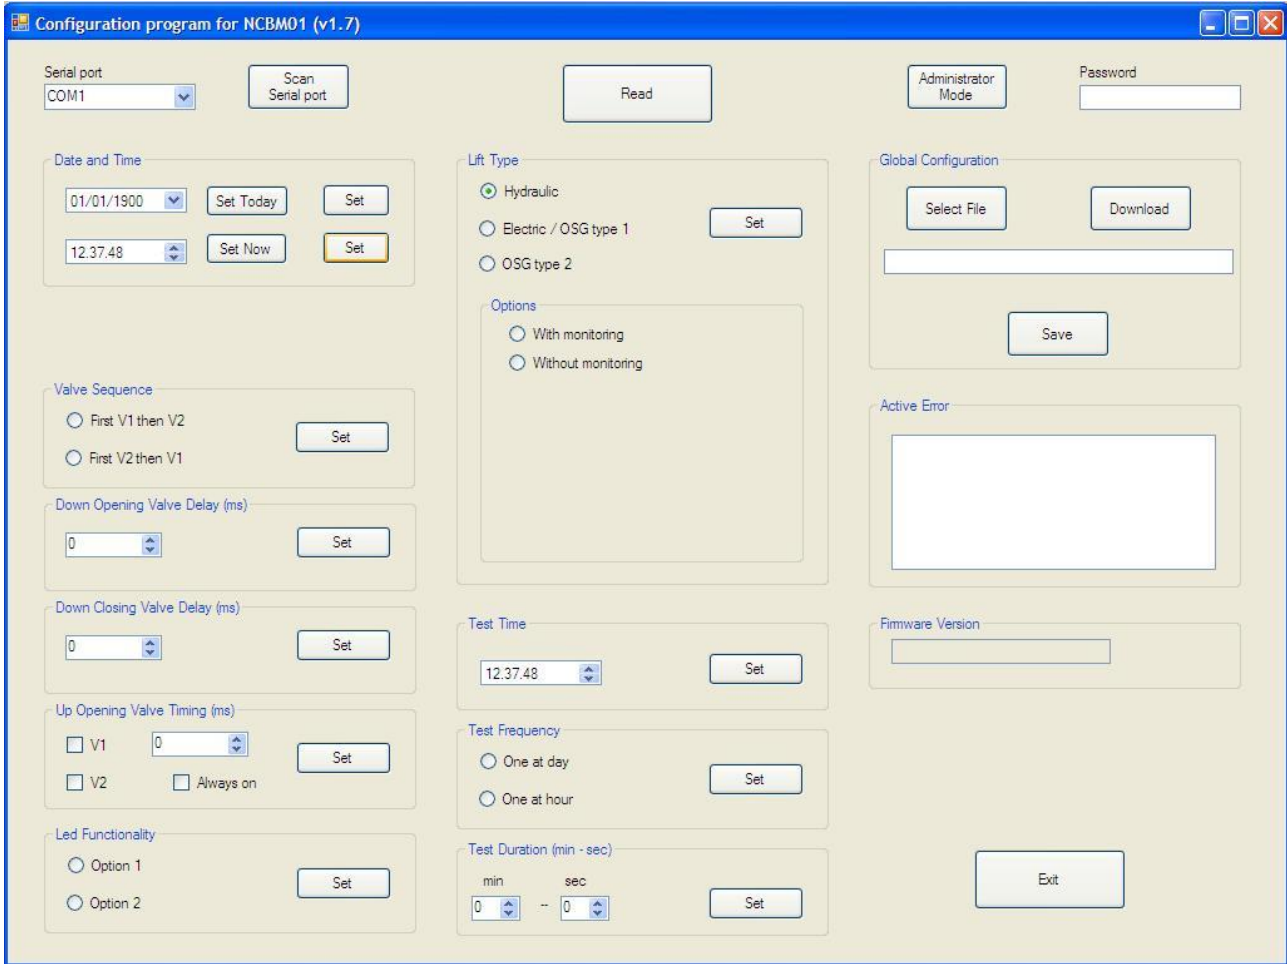 Configuration program for NCBM01 (v1.7)
Serial port
COM1
Scan
Serial port
Read
Administrator
Mode
Password
Date and Time
01/01/1900
Set Today
Set
12.37.48
Set Now
Set
Valve Sequence
First V1 then V2
First V2 then V1
Set
Down Opening Valve Delay (ms)
0
Set
Down Closing Valve Delay (ms)
0
Set
Up Opening Valve Timing (ms)
V1
0
V2
Always on
Set
Led Functionality
Option 1
Option 2
Set
Lift Type
Hydraulic
Electric / OSG type 1
OSG type 2
Set
Options
With monitoring
Without monitoring
Test Time
12.37.48
Set
Test Frequency
One at day
One at hour
Set
Test Duration (min - sec)
min
sec
0
--
0
Set
Global Configuration
Select File
Download
Save
Active Error
Firmware Version
Exit